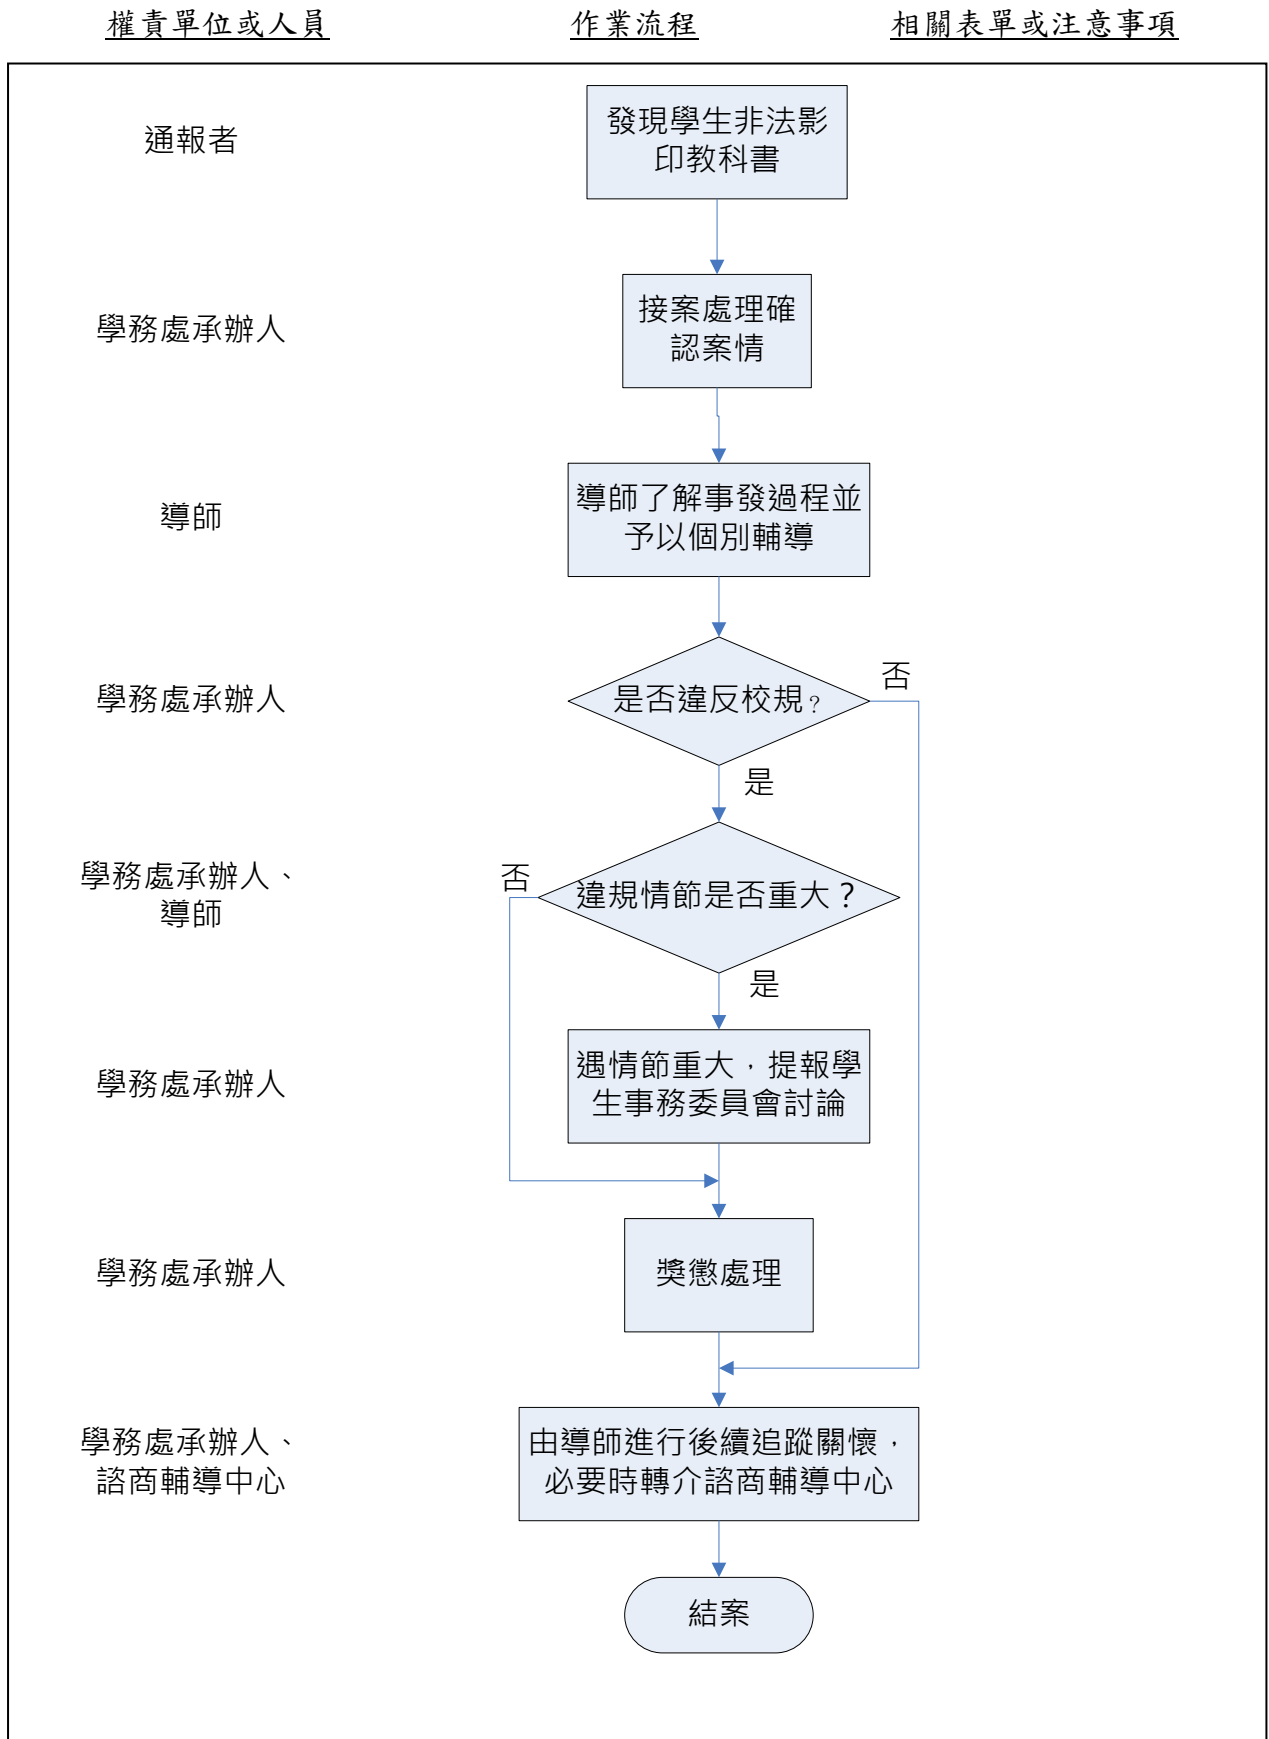 權責單位或人員
作業流程
相關表單或注意事項
通報者
發現學生非法影
印教科書
學務處承辦人
接案處理確
認案情
導師
導師了解事發過程並
予以個別輔導
學務處承辦人
是否違反校規?
否
是
學務處承辦人、
導師
否
違規情節是否重大？
是
學務處承辦人
遇情節重大，提報學
生事務委員會討論
學務處承辦人
獎懲處理
學務處承辦人、
諮商輔導中心
由導師進行後續追蹤關懷，
必要時轉介諮商輔導中心
結案